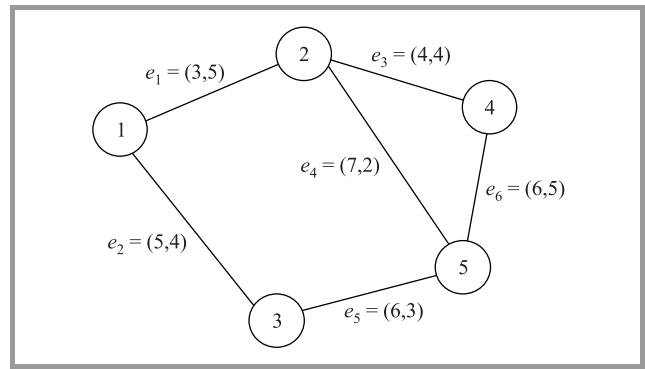 2
e3 = (4,4)
e1 = (3,5)
4
1
e4 = (7,2)
e6 = (6,5)
e2 = (5,4)
5
3
e5 = (6,3)